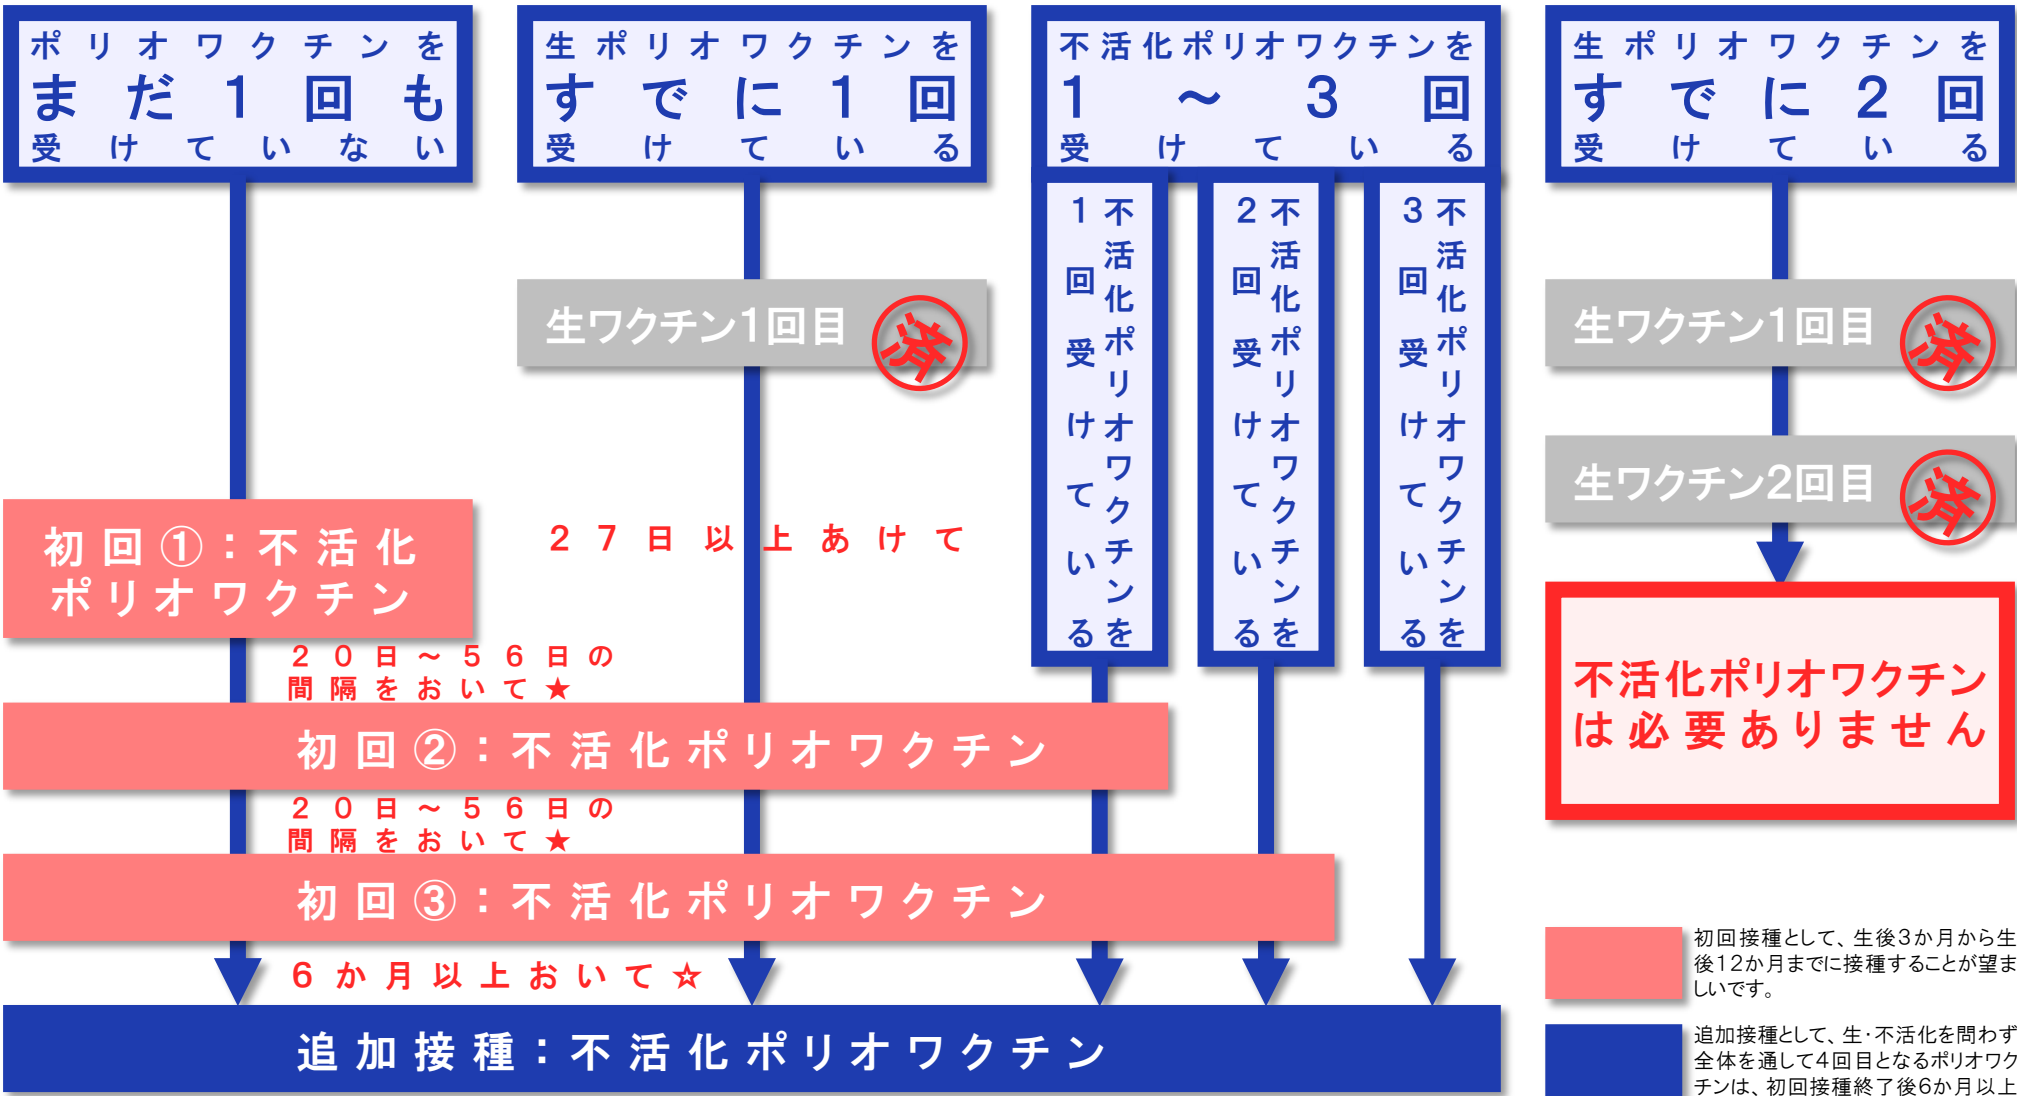 ポリオワクチンを
まだ1回も
受けていない
生ポリオワクチンを
すでに1回
受けている
不活化ポリオワクチンを
1～3回
受けている
生ポリオワクチンを
すでに2回
受けている
不活化ポリオワクチンを
1回受けている
不活化ポリオワクチンを
2回受けている
不活化ポリオワクチンを
3回受けている
生ワクチン1回目
済
生ワクチン1回目
済
生ワクチン2回目
済
初回①：不活化
ポリオワクチン
27日以上あけて
20日～56日の
間隔をおいて★
初回②：不活化ポリオワクチン
20日～56日の
間隔をおいて★
初回③：不活化ポリオワクチン
6か月以上おいて☆
追加接種：不活化ポリオワクチン
不活化ポリオワクチン
は必要ありません
初回接種として、生後3か月から生
後12か月までに接種することが望ま
しいです。
追加接種として、生・不活化を問わず
全体を通して4回目となるポリオワク
チンは、初回接種終了後6か月以上